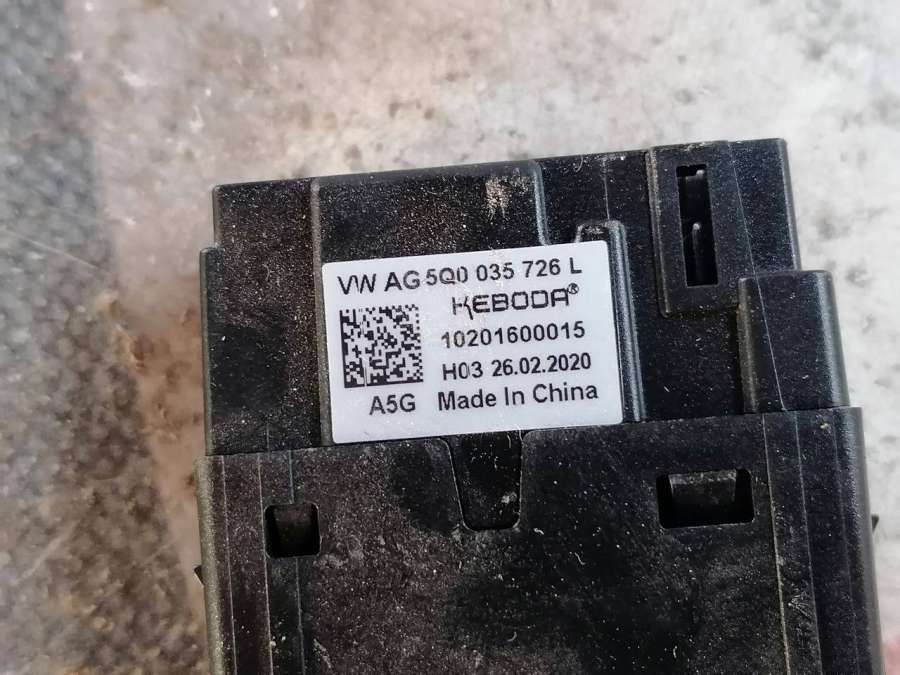 VW AG 5Q0 035 726 L
KEBODA®
10201600015
H03 26.02.2020
A5G Made In China